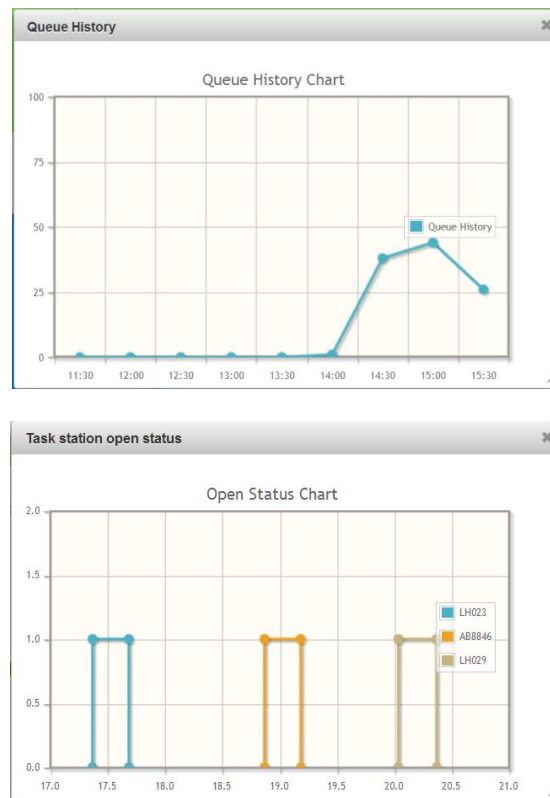 Queue History
Queue History Chart
100
75
50
25
0
Queue History
11:30 12:00 12:30 13:00 13:30 14:00 14:30 15:00 15:30
Task station open status
Open Status Chart
2.0
1.5
1.0
0.5
0.0
LH023
AB8846
LH029
17.0 17.5 18.0 18.5 19.0 19.5 20.0 20.5 21.0